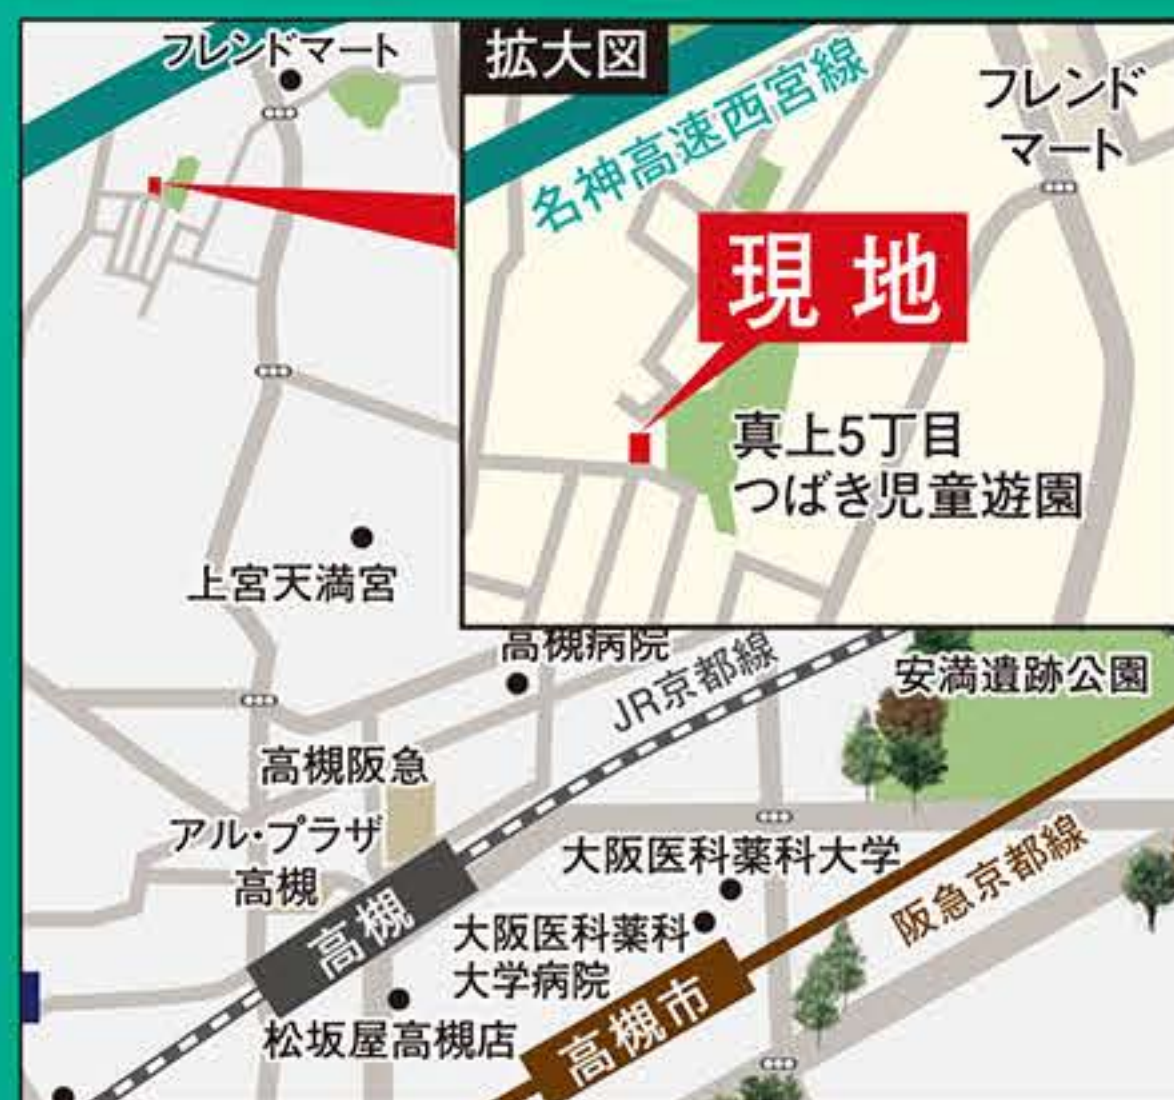 フレンドマート
拡大図
名神高速西宮線
フレンド
マート
現地
真上5丁目
つばき児童遊園
上宮天満宮
高槻病院
JR京都線
安満遺跡公園
高槻阪急
アル・プラザ
高槻
大阪医科薬科大学
阪急京都線
高槻
大阪医科薬科
大学病院
高槻市
松坂屋高槻店